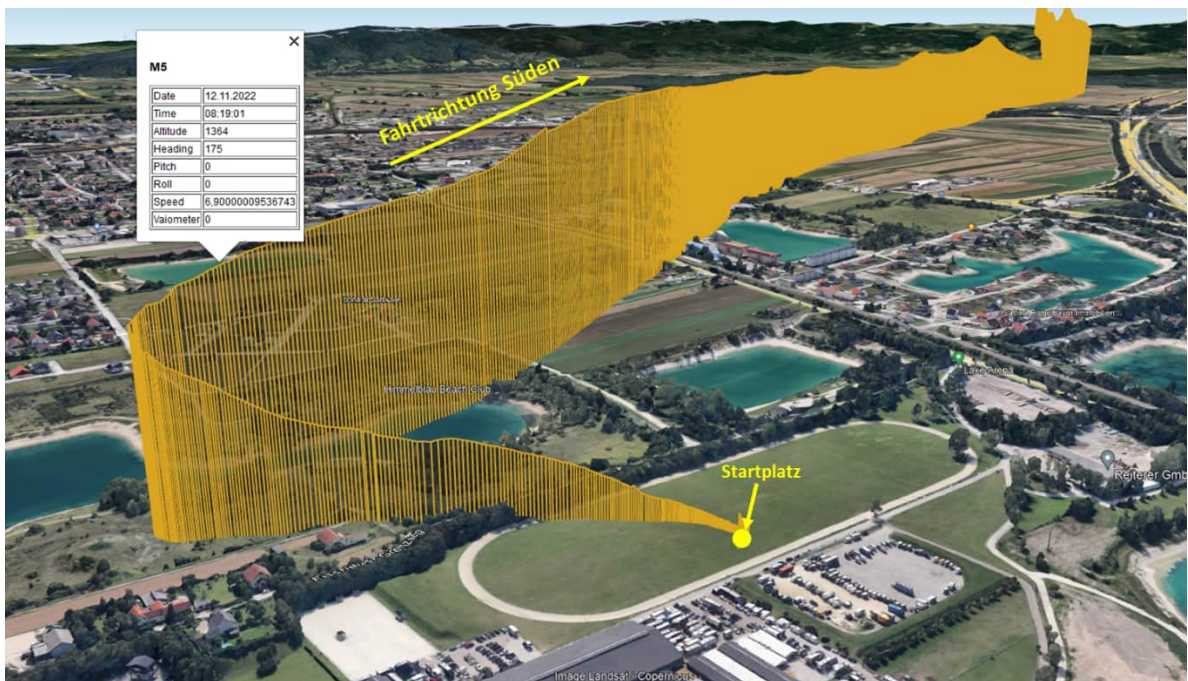 M5
Date 12.11.2022
Time 08:19:01
Altitude 1364
Heading 175
Pitch 0
Roll 0
Speed 6,90000009536743
Vaiometer 0
Fahrtrichtung Süden
Himmelblau Beach Club
Lake Arena
Startplatz
Reiterer Gmb
Image Landsat / Copernicus